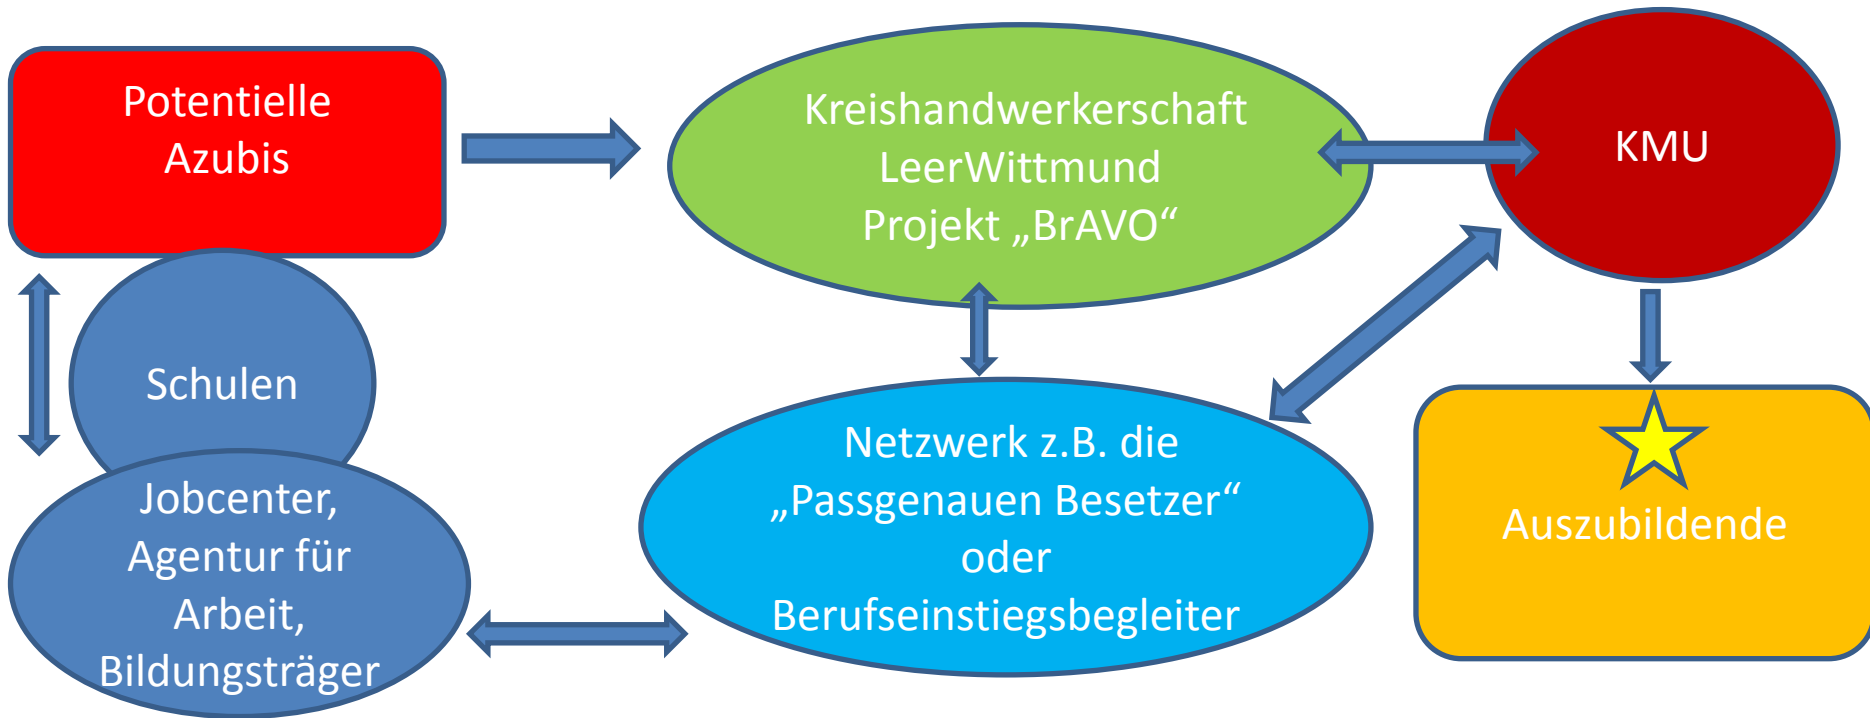 Potentielle
Azubis
Kreishandwerkerschaft
LeerWittmund
Projekt „BrAVO“
KMU
Schulen
Jobcenter,
Agentur für
Arbeit,
Bildungsträger
Netzwerk z.B. die
„Passgenauen Besetzer“
oder
Berufseinstiegsbegleiter
Auszubildende